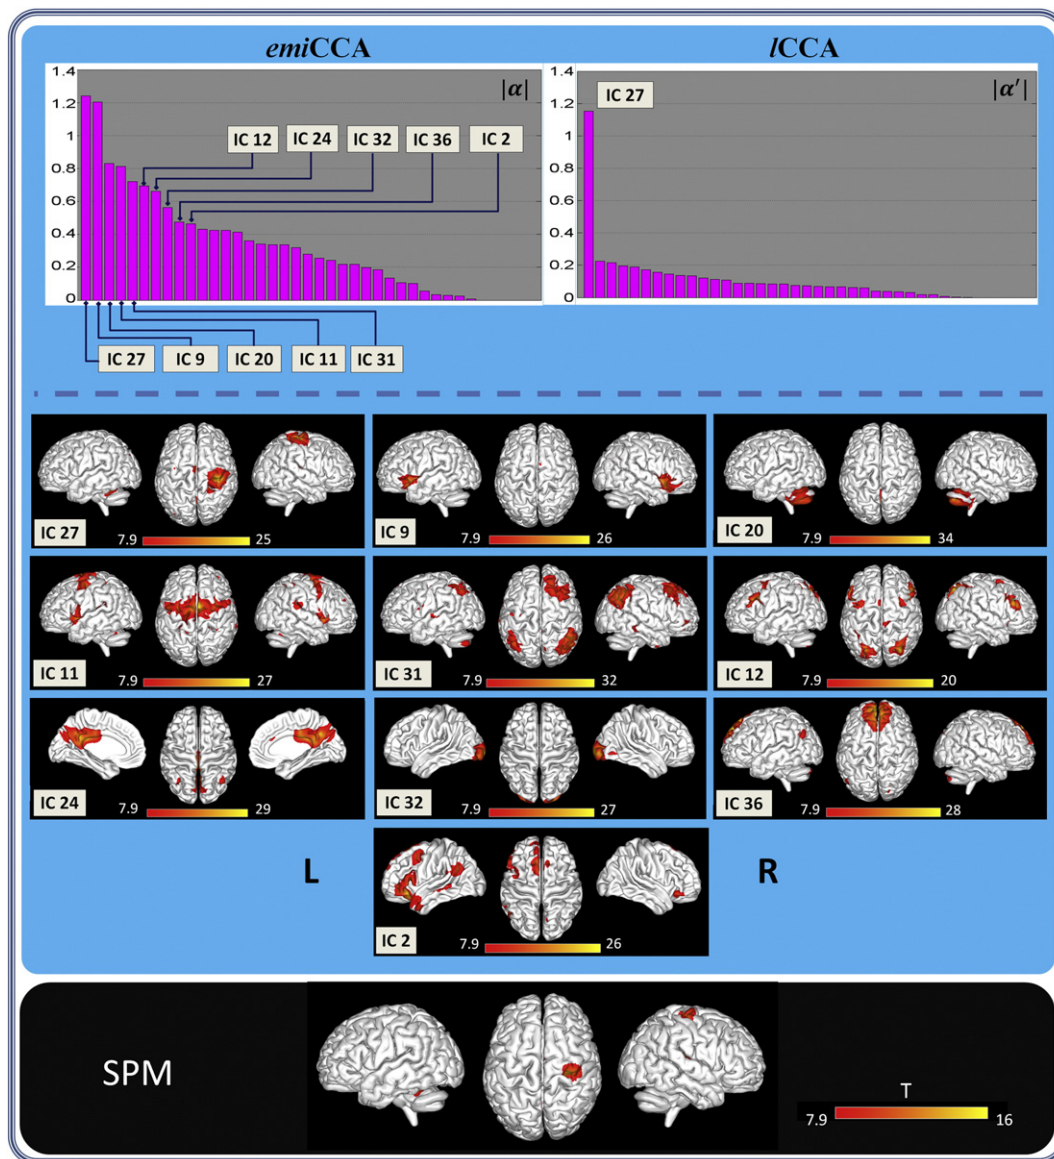 emiCCA
lCCA
1.4
1.2
1
0.8
0.6
0.4
0.2
0
|α|
IC 12
IC 24
IC 32
IC 36
IC 2
IC 27
IC 9
IC 20
IC 11
IC 31
1.4
1.2
1
0.8
0.6
0.4
0.2
0
|α′|
IC 27
IC 27
7.9
25
IC 9
7.9
26
IC 20
7.9
34
IC 11
7.9
27
IC 31
7.9
32
IC 12
7.9
20
IC 24
7.9
29
IC 32
7.9
27
IC 36
7.9
28
L
R
IC 2
7.9
26
SPM
T
7.9
16